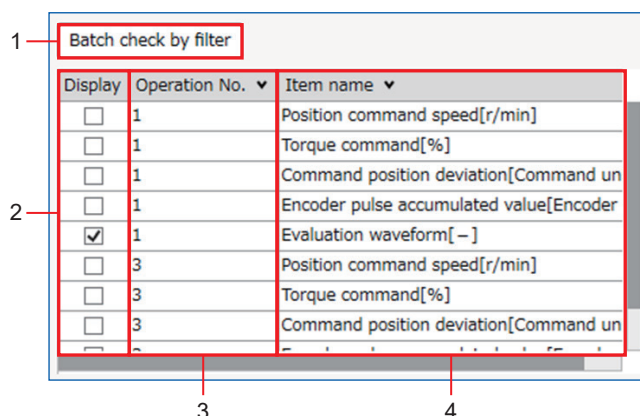 1
Batch check by filter
Display Operation No. Item name
1 Position command speed[r/min]
1 Torque command[%]
1 Command position deviation[Command un
2
1 Encoder pulse accumulated value[Encoder
1 Evaluation waveform[−]
3 Position command speed[r/min]
3 Torque command[%]
3 Command position deviation[Command un
3 4